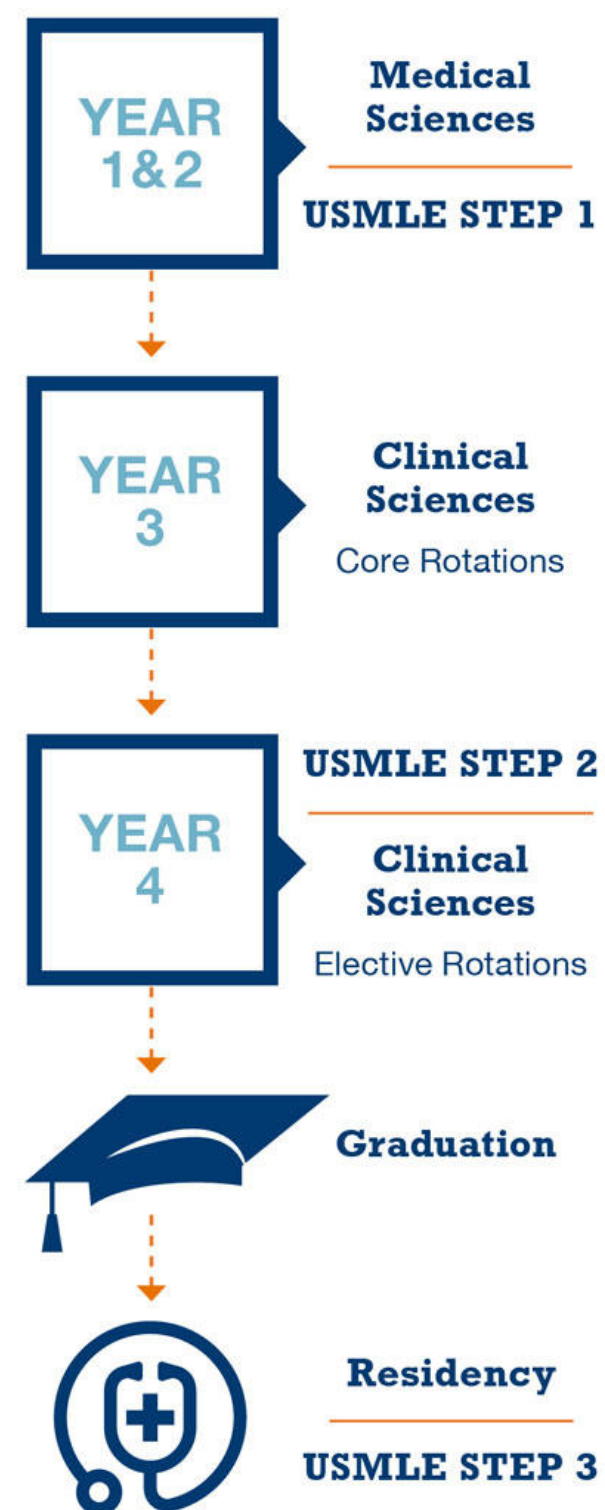 YEAR
1 & 2
Medical
Sciences
USMLE STEP 1
YEAR
3
Clinical
Sciences
Core Rotations
YEAR
4
USMLE STEP 2
Clinical
Sciences
Elective Rotations
Graduation
Residency
USMLE STEP 3